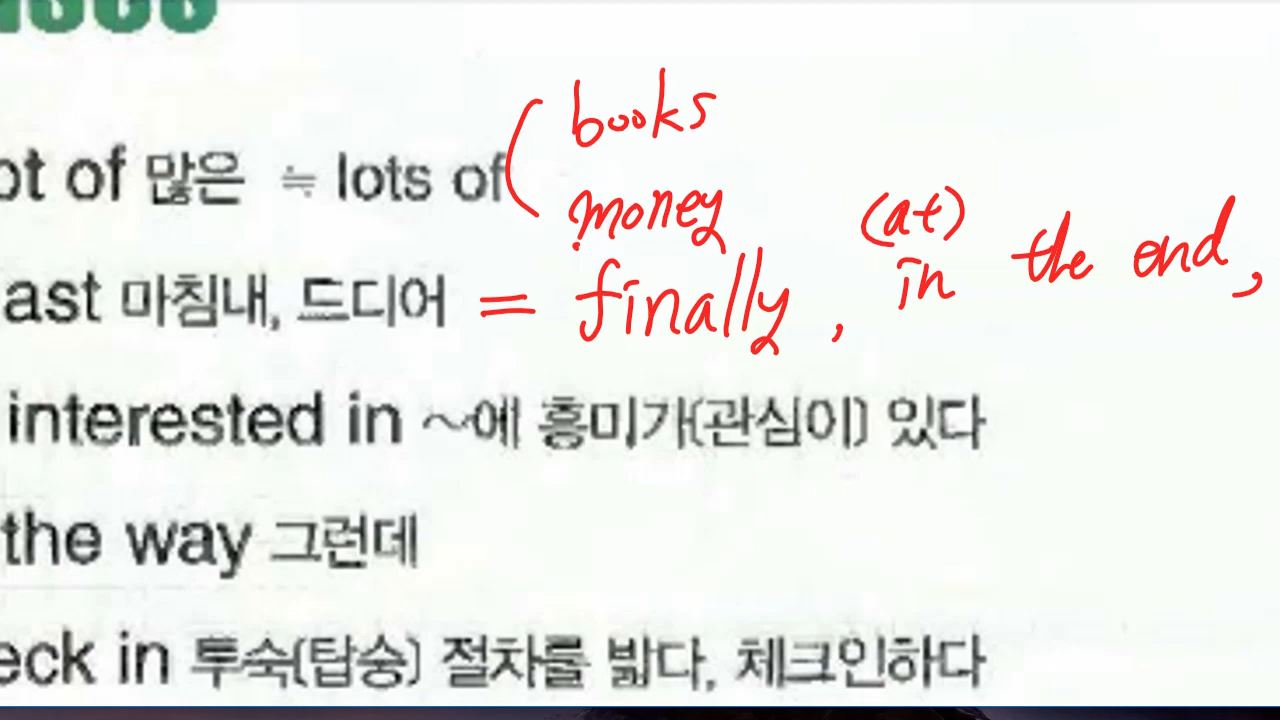 books
ot of 많은 ≒ lots of
money
(at)
ast 마침내, 드디어 = finally, in the end,
interested in ~에 흥미가(관심이) 있다
the way 그런데
eck in 투숙(탑승) 절차를 밟다, 체크인하다